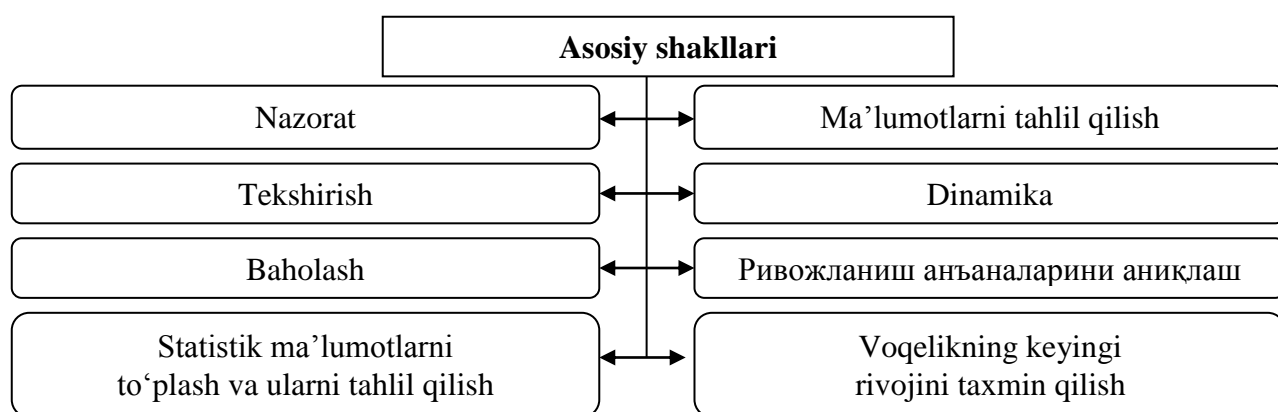 Asosiy shakllari
Nazorat
Ma’lumotlarni tahlil qilish
Tekshirish
Dinamika
Baholash
Ривожланиш анъаналарини аниқлаш
Statistik ma’lumotlarni
to‘plash va ularni tahlil qilish
Voqelikning keyingi
rivojini taxmin qilish